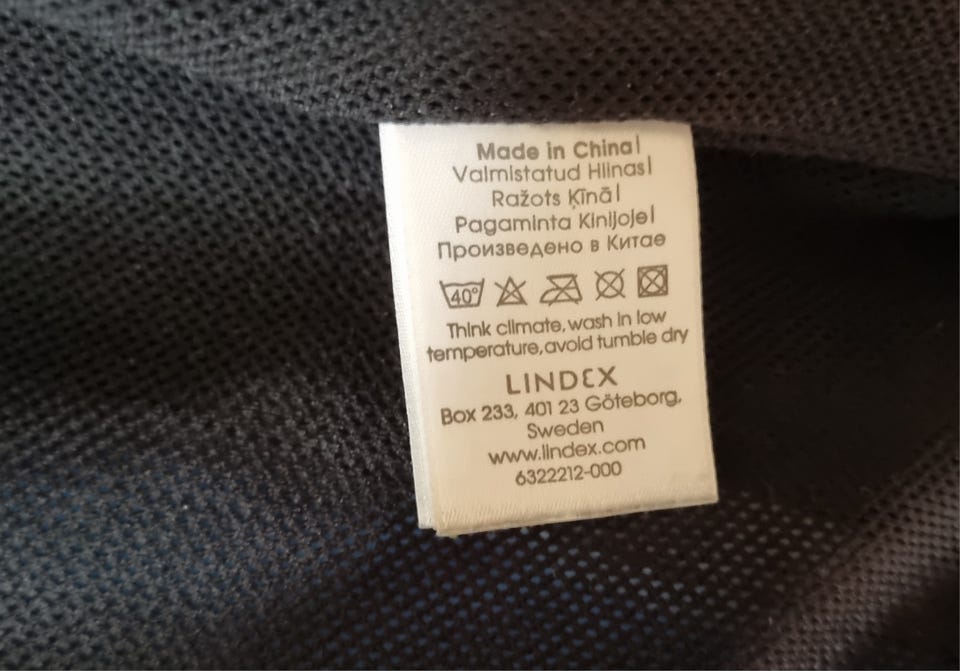 Made in China|
Valmistatud Hiinas|
Ražots Ķīnā|
Pagaminta Kinijoje|
Произведено в Китае
40°
Think climate, wash in low
temperature, avoid tumble dry
LINDEX
Box 233, 401 23 Göteborg,
Sweden
www.lindex.com
6322212-000